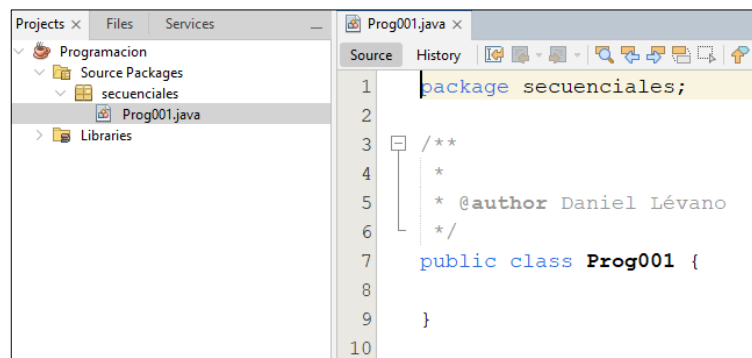 Projects × Files Services
Programacion
Source Packages
secuenciales
Prog001.java
Libraries
Prog001.java ×
Source History
1 package secuenciales;
2
3 /**
4 *
5 * @author Daniel Lévano
6 */
7 public class Prog001 {
8
9 }
10